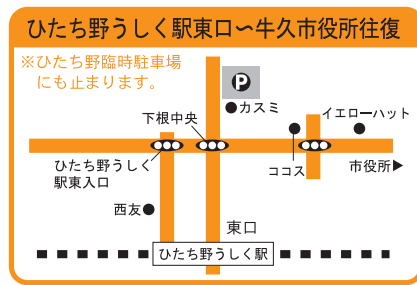 ひたち野うしく駅東口〜牛久市役所往復
※ひたち野臨時駐車場
にも止まります。
P
カスミ
下根中央
イエローハット
ひたち野うしく
駅東入口
ココス
市役所▶
西友
東口
ひたち野うしく駅